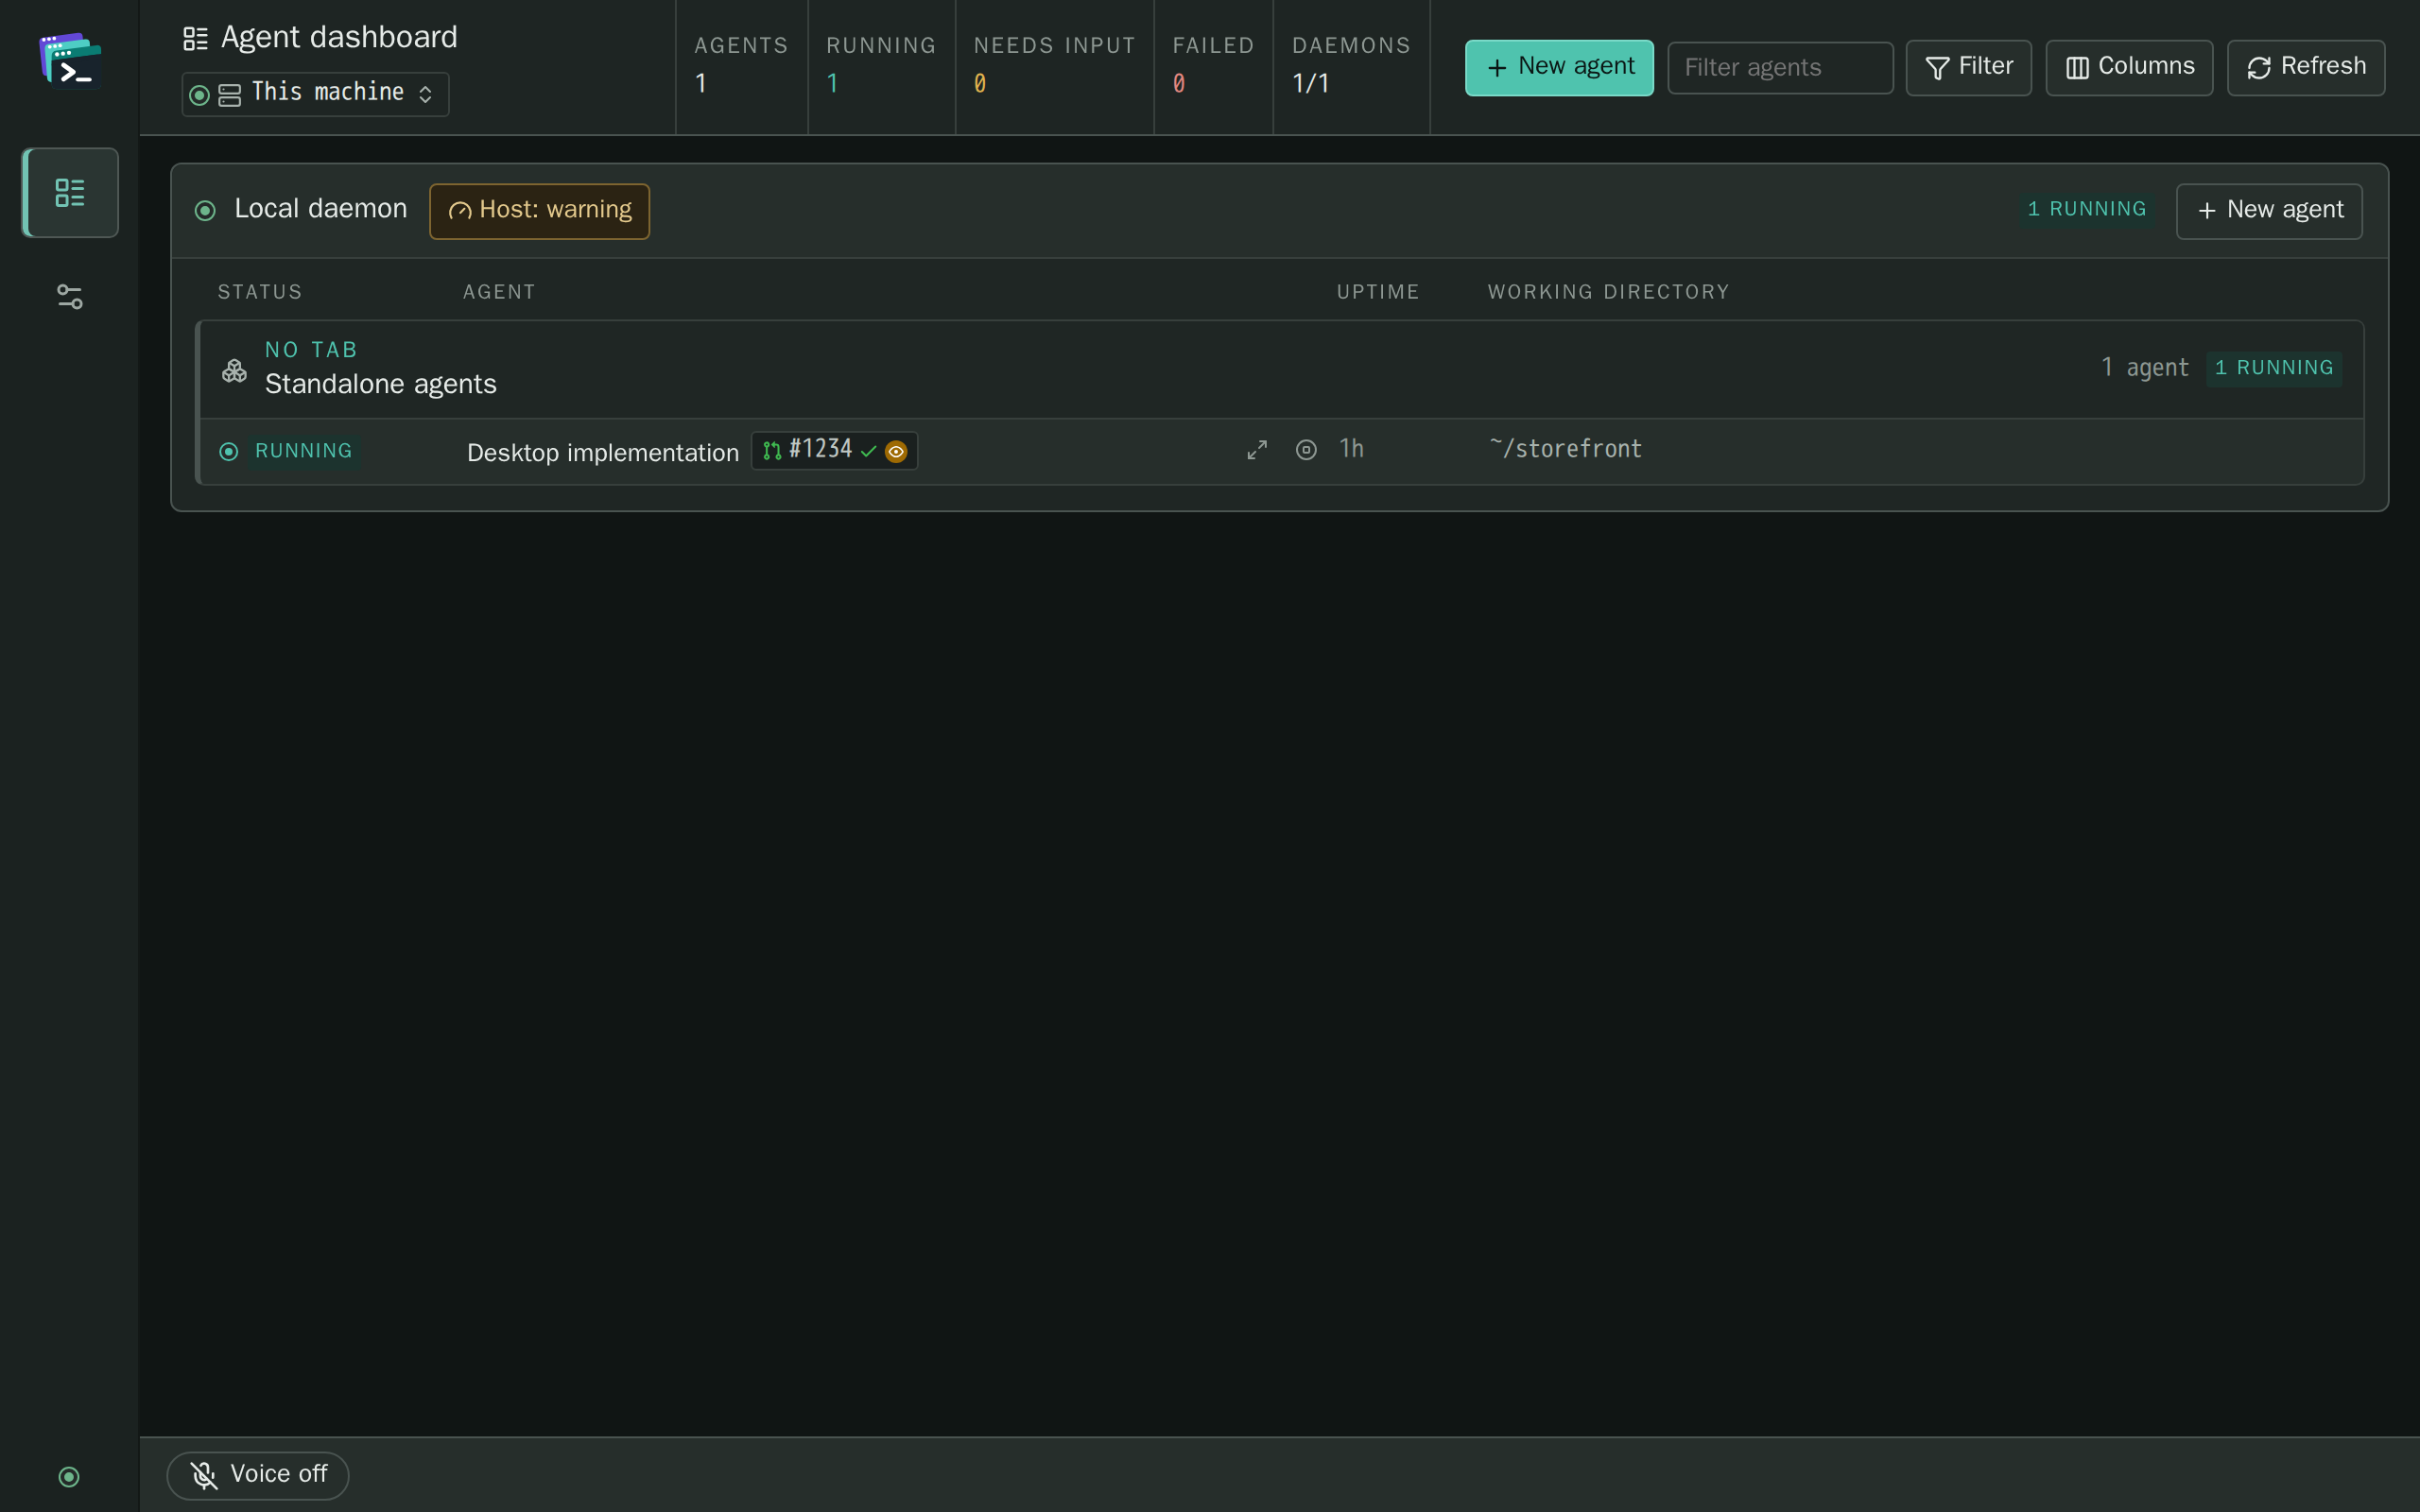 Agent dashboard
This machine
AGENTS
1
RUNNING
1
NEEDS INPUT
0
FAILED
0
DAEMONS
1/1
+ New agent
Filter agents
Filter
Columns
Refresh
Local daemon
Host: warning
1 RUNNING
+ New agent
STATUS
AGENT
UPTIME
WORKING DIRECTORY
NO TAB
Standalone agents
1 agent
1 RUNNING
RUNNING
Desktop implementation
#1234
1h
~/storefront
Voice off